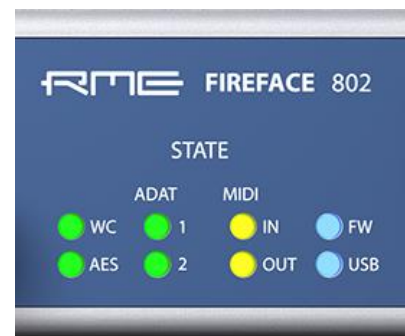 RME FIREFACE 802
STATE
ADAT MIDI
WC 1 IN FW
AES 2 OUT USB